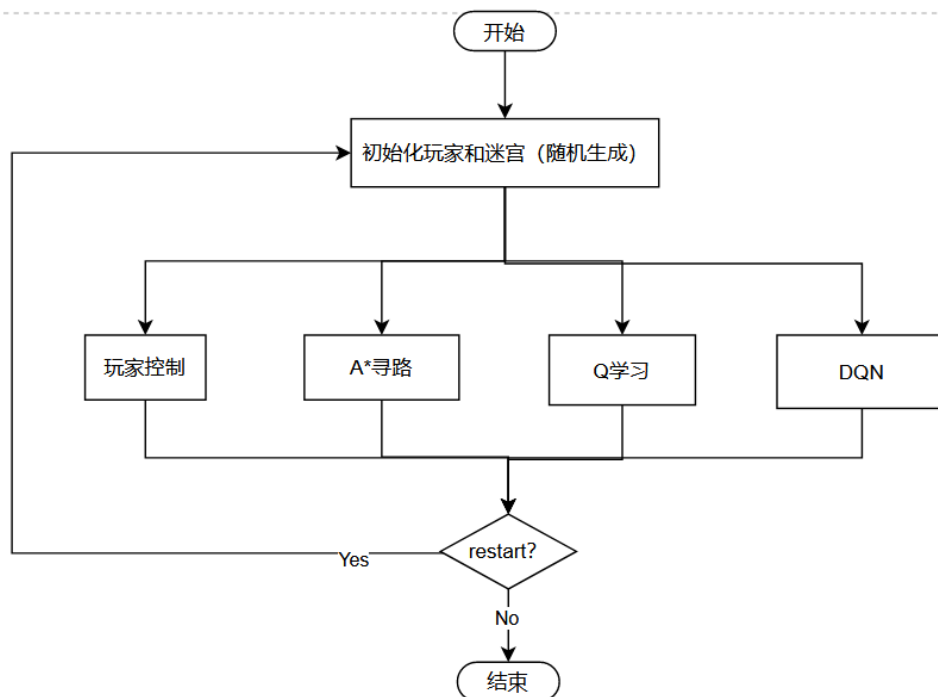 开始
初始化玩家和迷宫（随机生成）
玩家控制
A*寻路
Q学习
DQN
restart?
Yes
No
结束